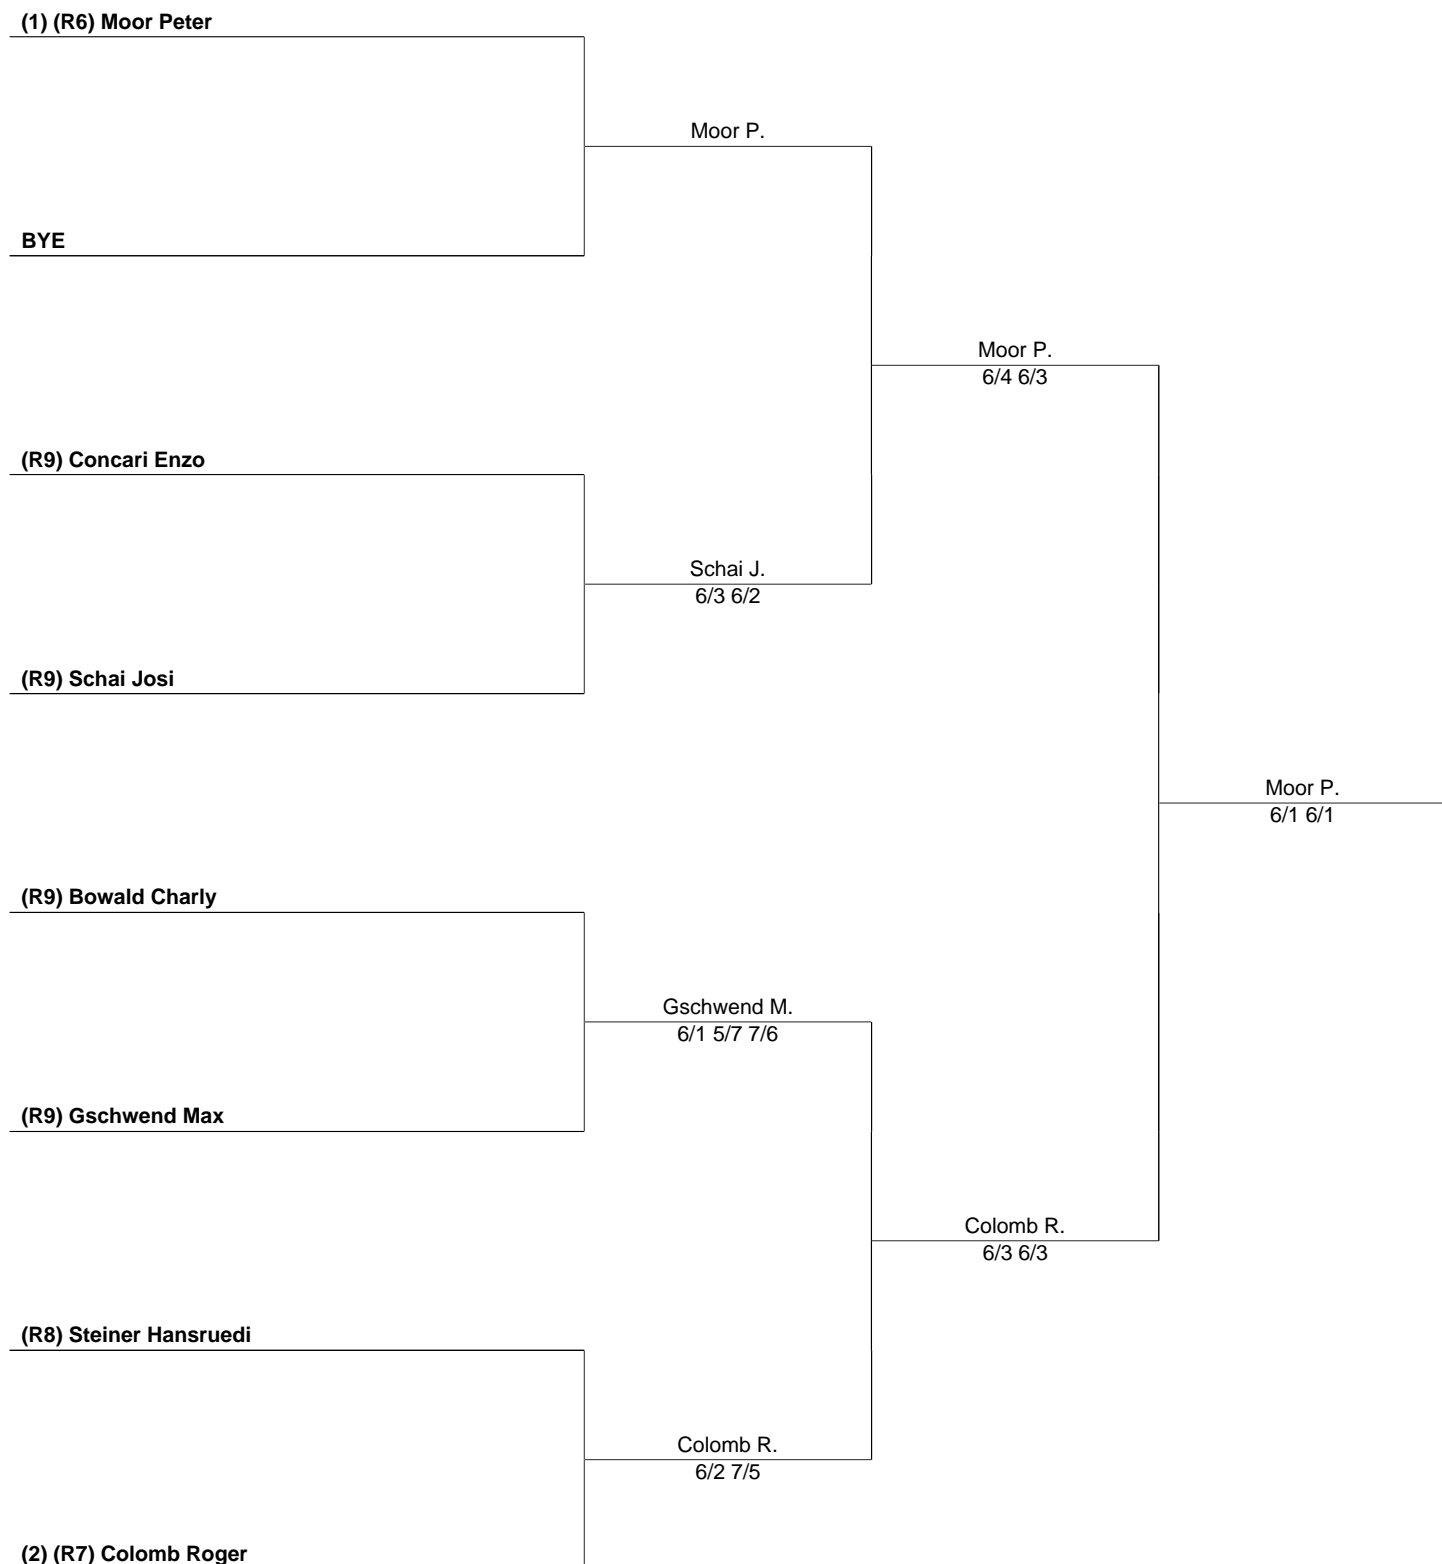 (1) (R6) Moor Peter
Moor P.
BYE
Moor P.
6/4 6/3
(R9) Concari Enzo
Schai J.
6/3 6/2
(R9) Schai Josi
Moor P.
6/1 6/1
(R9) Bowald Charly
Gschwend M.
6/1 5/7 7/6
(R9) Gschwend Max
Colomb R.
6/3 6/3
(R8) Steiner Hansruedi
Colomb R.
6/2 7/5
(2) (R7) Colomb Roger